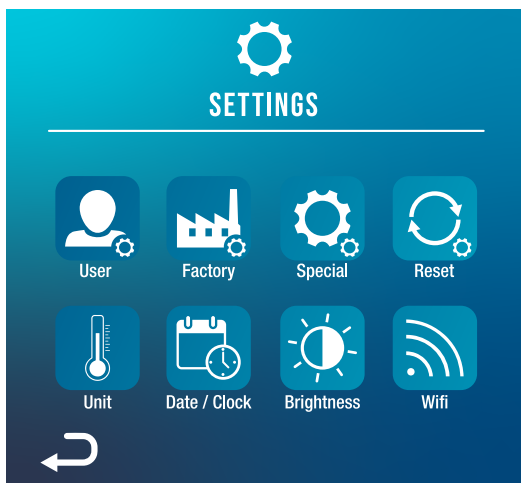 SETTINGS
User Factory Special Reset
Unit Date / Clock Brightness Wifi